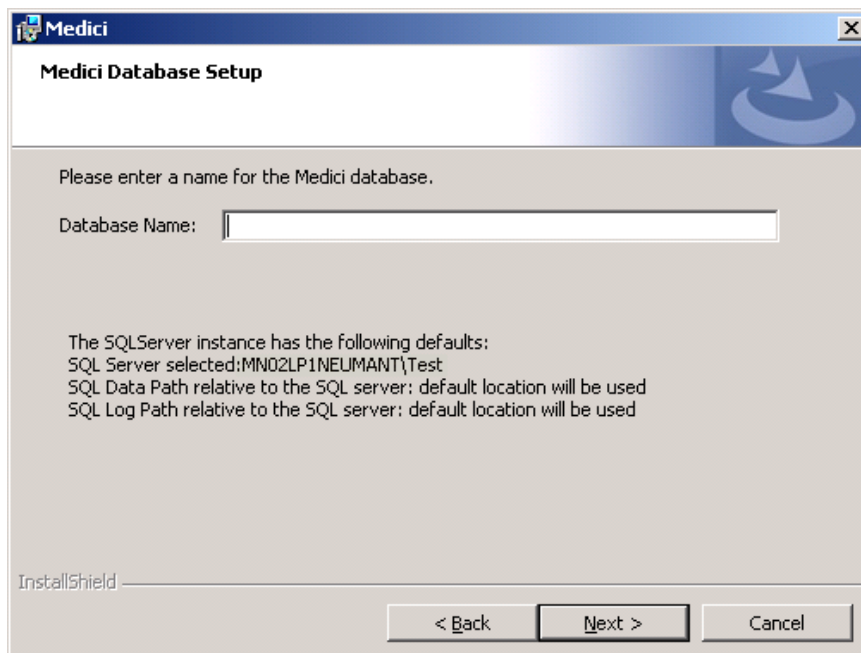 Medici
Medici Database Setup
Please enter a name for the Medici database.
Database Name:
The SQLServer instance has the following defaults:
SQL Server selected:MN02LP1NEUMANT\Test
SQL Data Path relative to the SQL server: default location will be used
SQL Log Path relative to the SQL server: default location will be used
InstallShield
< Back Next > Cancel